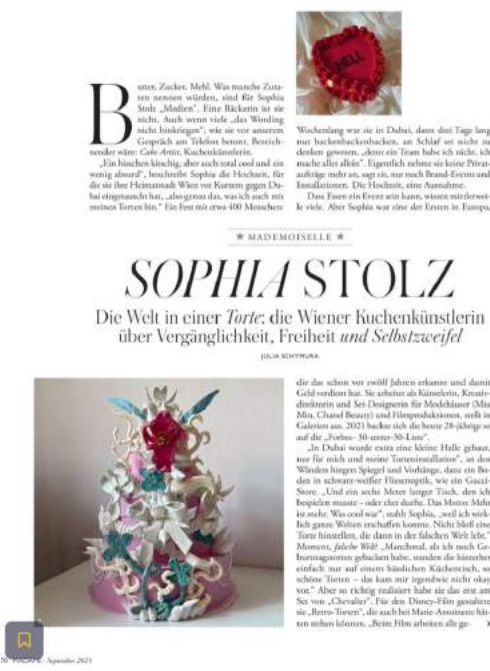 HELL
Butter, Zucker, Mehl. Was manche Zuta-
ten nennen würden, sind für Sophia
Stolz „Medien“. Eine Bäckerin ist sie
nicht. Auch wenn viele „das Wording
nicht hinkriegen“, wie sie vor unserem
Gespräch am Telefon betont. Bezeich-
nender wäre: Cake Artist, Kuchenkünstlerin.
„Ein bisschen kitschig, aber auch total cool und ein
wenig absurd“, beschreibt Sophia die Hochzeit, für
die sie ihre Heimatstadt Wien vor Kurzem gegen Du-
bai eingetauscht hat, „also genau das, was ich auch mit
meinen Torten bin.“ Ein Fest mit etwa 400 Menschen.
Wochenlang war sie in Dubai, dann drei Tage lang
nur backenbackenbacken, an Schlaf sei nicht zu
denken gewesen, „denn ein Team habe ich nicht, ich
mache alles allein“. Eigentlich nehme sie keine Privat-
aufträge mehr an, sagt sie, nur noch Brand-Events und
Installationen. Die Hochzeit, eine Ausnahme.
Dass Essen ein Event sein kann, wissen mittlerwei-
le viele. Aber Sophia war eine der Ersten in Europa,
★ MADEMOISELLE ★
SOPHIA STOLZ
Die Welt in einer Torte: die Wiener Kuchenkünstlerin
über Vergänglichkeit, Freiheit und Selbstzweifel
JULIA SCHYMURA
die das schon vor zwölf Jahren erkannt und damit
Geld verdient hat. Sie arbeitet als Künstlerin, Kreativ-
direktorin und Set-Designerin für Modehäuser (Miu
Miu, Chanel Beauty) und Filmproduktionen, stellt in
Galerien aus. 2021 backte sich die heute 28-jährige so
auf die „Forbes- 30-unter-30-Liste“.
„In Dubai wurde extra eine kleine Halle gebaut,
nur für mich und meine Torteninstallation“, an den
Wänden hingen Spiegel und Vorhänge, dazu ein Bo-
den in schwarz-weißer Fliesenoptik, wie ein Gucci-
Store. „Und ein sechs Meter langer Tisch, den ich
bespielen musste – oder eher durfte. Das Motto: Mehr
ist mehr. Was cool war“, strahlt Sophia, „weil ich wirk-
lich ganze Welten erschaffen konnte. Nicht bloß eine
Torte hinstellen, die dann in der falschen Welt lebt.“
Moment, falsche Welt? „Manchmal, als ich noch Ge-
burtstagstorten gebacken habe, standen die hinterher
einfach nur auf einem hässlichen Küchentisch, so
schöne Torten – das kam mir irgendwie nicht okay
vor.“ Aber so richtig realisiert habe sie das erst am
Set von „Chevalier“. Für den Disney-Film gestaltete
sie „Retro-Torten“, die auch bei Marie-Antoinette hät-
ten stehen können. „Beim Film arbeiten alle ge-
70 MADAME September 2025